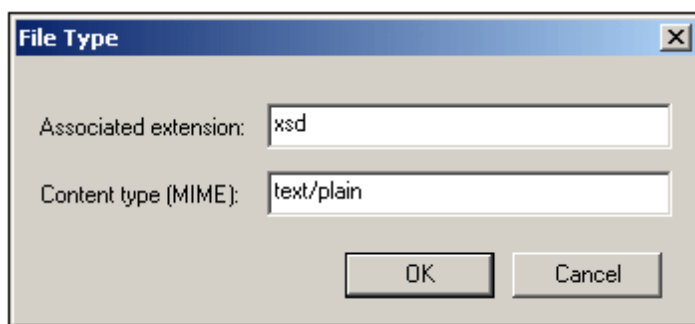 File Type
Associated extension: xsd
Content type (MIME): text/plain
OK Cancel